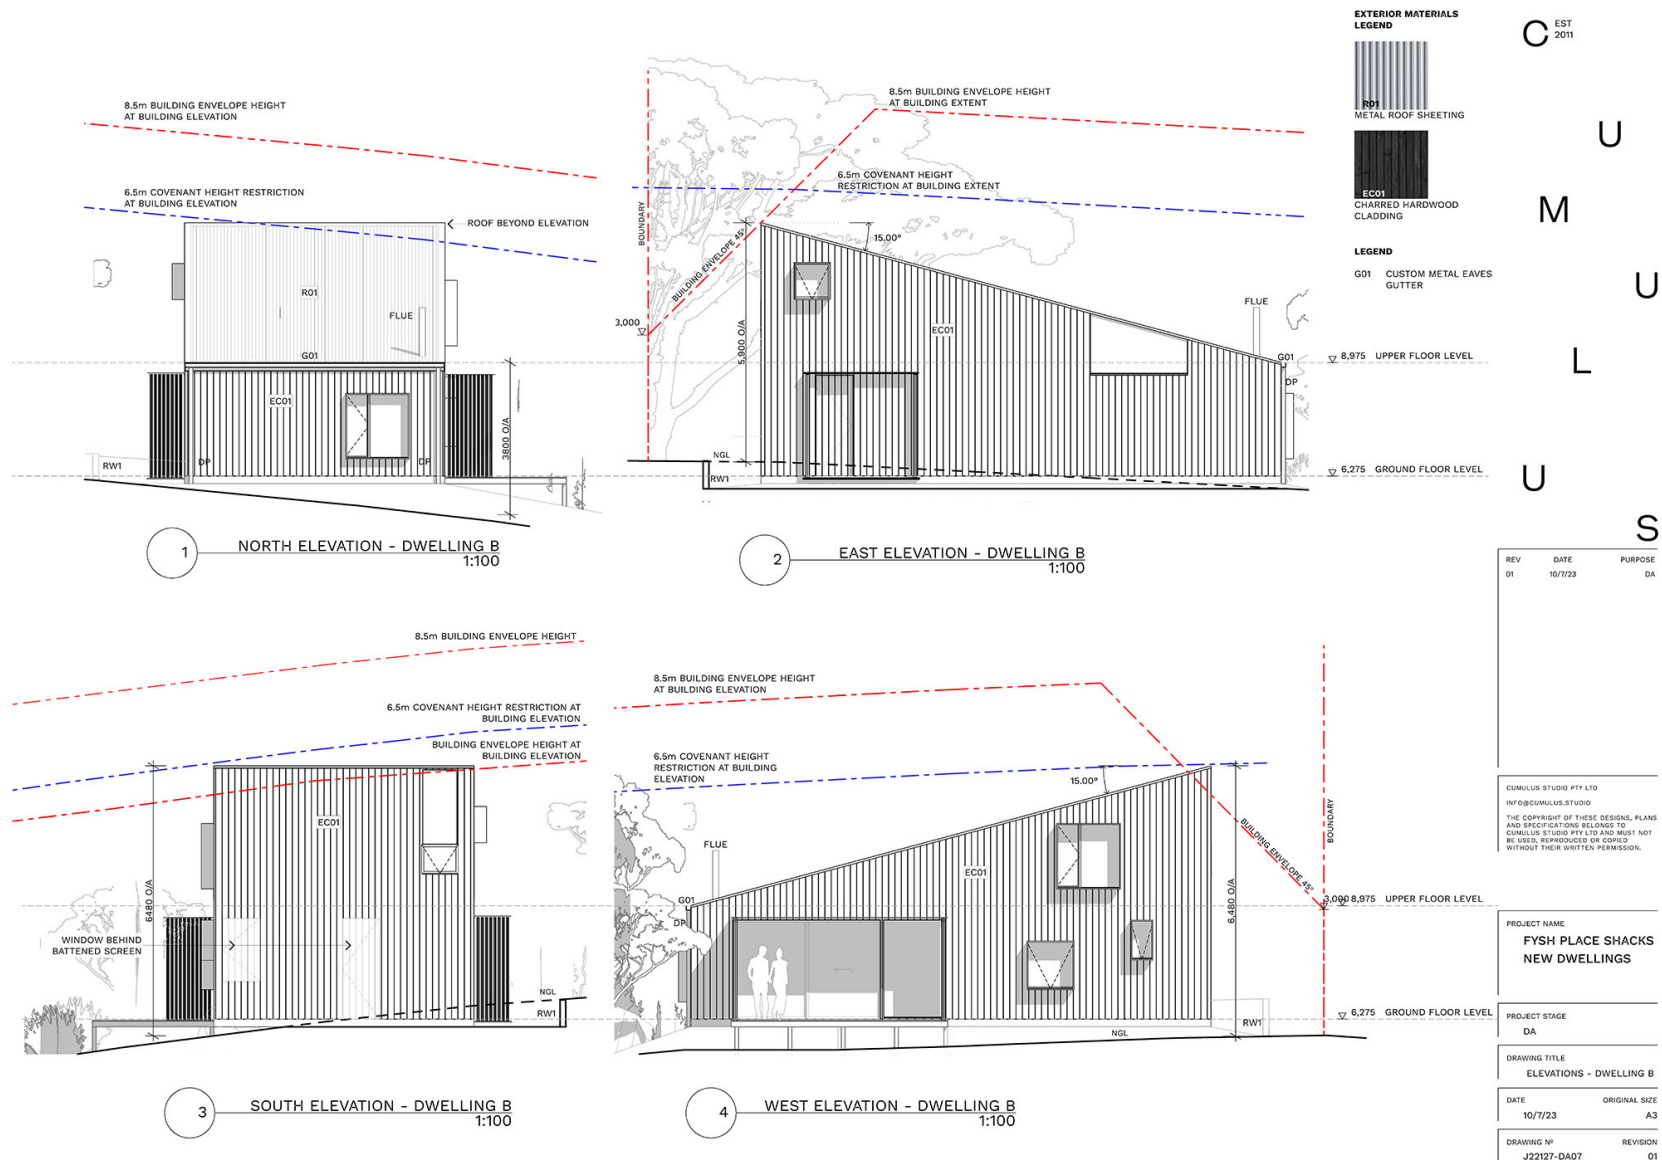 8.5m BUILDING ENVELOPE HEIGHT
AT BUILDING ELEVATION
6.5m COVENANT HEIGHT RESTRICTION
AT BUILDING ELEVATION
ROOF BEYOND ELEVATION
R01
FLUE
G01
EC01
3800 O/A
RW1
DP
DP
1
NORTH ELEVATION - DWELLING B
1:100
8.5m BUILDING ENVELOPE HEIGHT
AT BUILDING EXTENT
6.5m COVENANT HEIGHT
RESTRICTION AT BUILDING EXTENT
BOUNDARY
BUILDING ENVELOPE 45°
15.00°
3,000
5,900 O/A
EC01
FLUE
G01
DP
8,975 UPPER FLOOR LEVEL
NGL
RW1
6,275 GROUND FLOOR LEVEL
2
EAST ELEVATION - DWELLING B
1:100
8.5m BUILDING ENVELOPE HEIGHT
6.5m COVENANT HEIGHT RESTRICTION AT
BUILDING ELEVATION
BUILDING ENVELOPE HEIGHT AT
BUILDING ELEVATION
EC01
6480 O/A
WINDOW BEHIND
BATTENED SCREEN
NGL
RW1
3
SOUTH ELEVATION - DWELLING B
1:100
8.5m BUILDING ENVELOPE HEIGHT
AT BUILDING ELEVATION
6.5m COVENANT HEIGHT
RESTRICTION AT BUILDING
ELEVATION
15.00°
BUILDING ENVELOPE 45°
BOUNDARY
FLUE
EC01
G01
DP
6,480 O/A
3,000 8,975 UPPER FLOOR LEVEL
6,275 GROUND FLOOR LEVEL
RW1
NGL
4
WEST ELEVATION - DWELLING B
1:100
EXTERIOR MATERIALS
LEGEND
R01
METAL ROOF SHEETING
EC01
CHARRED HARDWOOD
CLADDING
LEGEND
G01 CUSTOM METAL EAVES
GUTTER
C
EST
2011
U
M
U
L
U
S
REV DATE PURPOSE
01 10/7/23 DA
CUMULUS STUDIO PTY LTD
INFO@CUMULUS.STUDIO
THE COPYRIGHT OF THESE DESIGNS, PLANS
AND SPECIFICATIONS BELONGS TO
CUMULUS STUDIO PTY LTD AND MUST NOT
BE USED, REPRODUCED OR COPIED
WITHOUT THEIR WRITTEN PERMISSION.
PROJECT NAME
FYSH PLACE SHACKS
NEW DWELLINGS
PROJECT STAGE
DA
DRAWING TITLE
ELEVATIONS - DWELLING B
DATE ORIGINAL SIZE
10/7/23 A3
DRAWING Nº REVISION
J22127-DA07 01